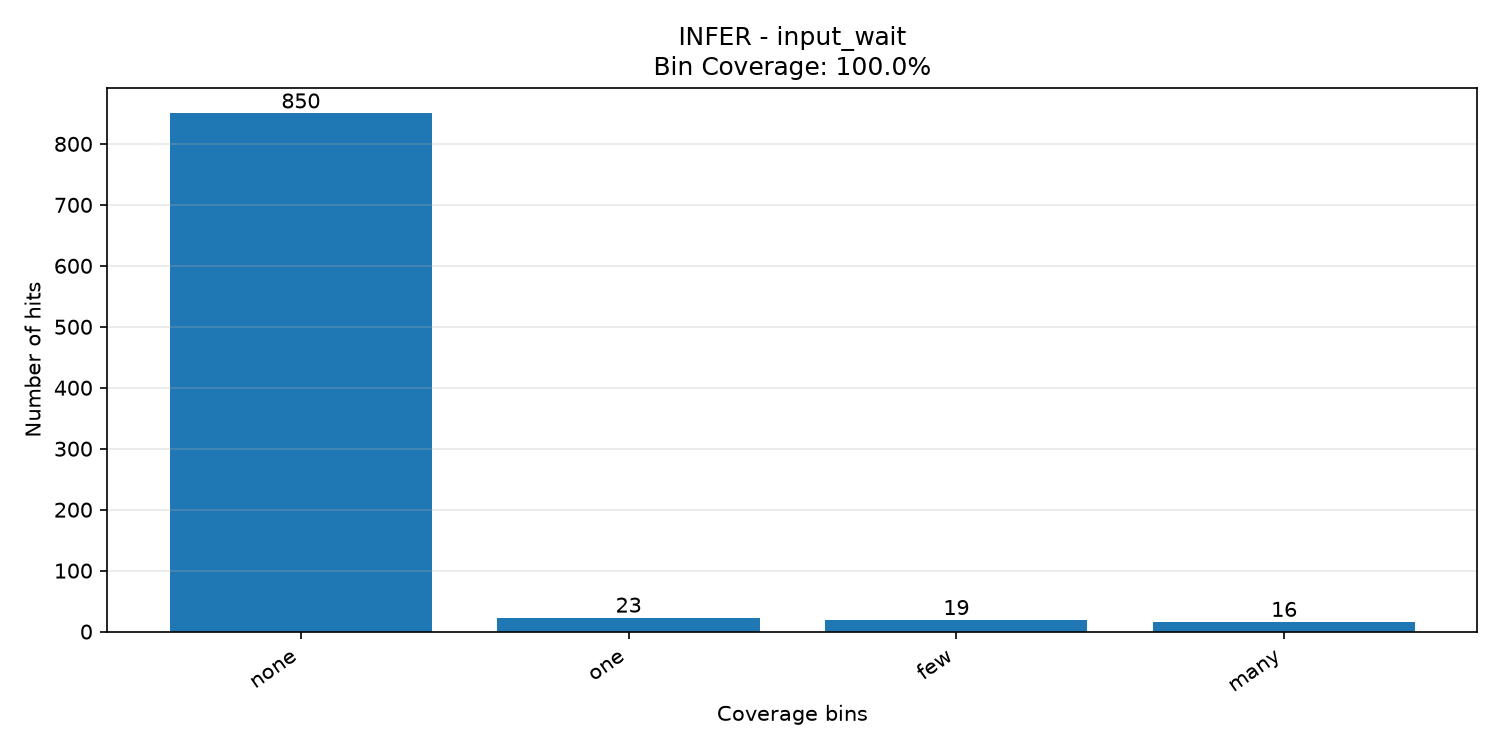 INFER - input_wait
Bin Coverage: 100.0%
850
800
700
600
500
400
300
200
100
0
23
19
16
Number of hits
none
one
few
many
Coverage bins